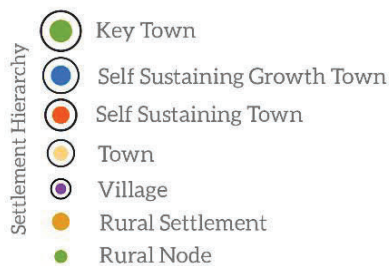 Settlement Hierarchy
Key Town
Self Sustaining Growth Town
Self Sustaining Town
Town
Village
Rural Settlement
Rural Node